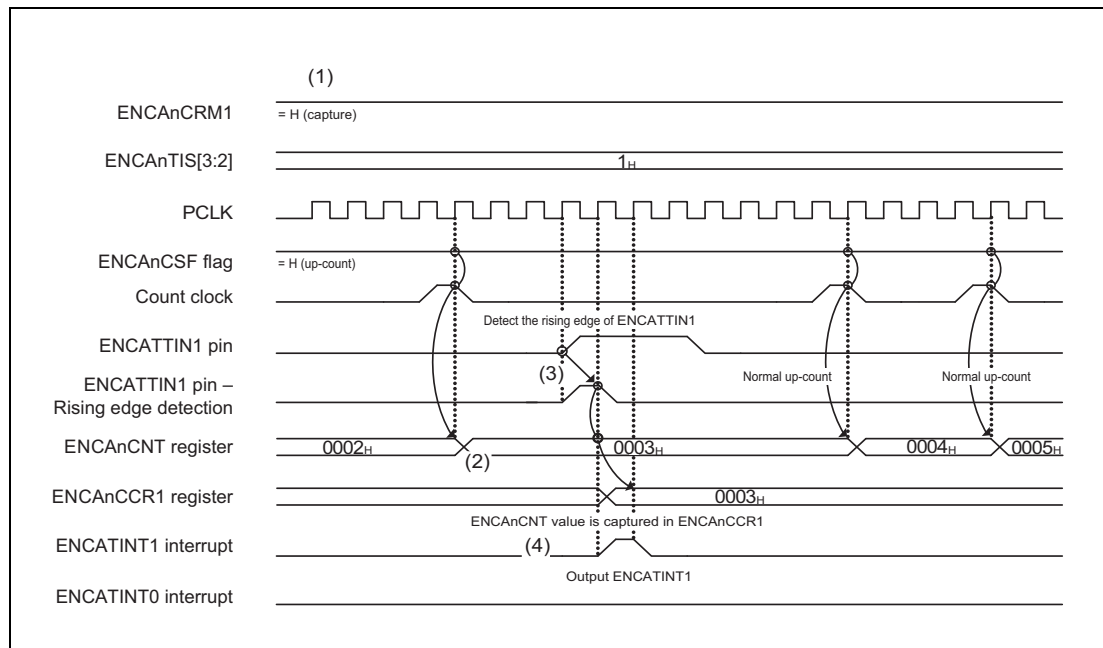 (1)
ENCAnCRM1
= H (capture)
ENCAnTIS[3:2]
1H
PCLK
ENCAnCSF flag
= H (up-count)
Count clock
Detect the rising edge of ENCATTIN1
ENCATTIN1 pin
(3)
Normal up-count
Normal up-count
ENCATTIN1 pin –
Rising edge detection
ENCAnCNT register
0002H
(2)
0003H
0004H
0005H
ENCAnCCR1 register
0003H
ENCAnCNT value is captured in ENCAnCCR1
ENCATINT1 interrupt
(4)
Output ENCATINT1
ENCATINT0 interrupt